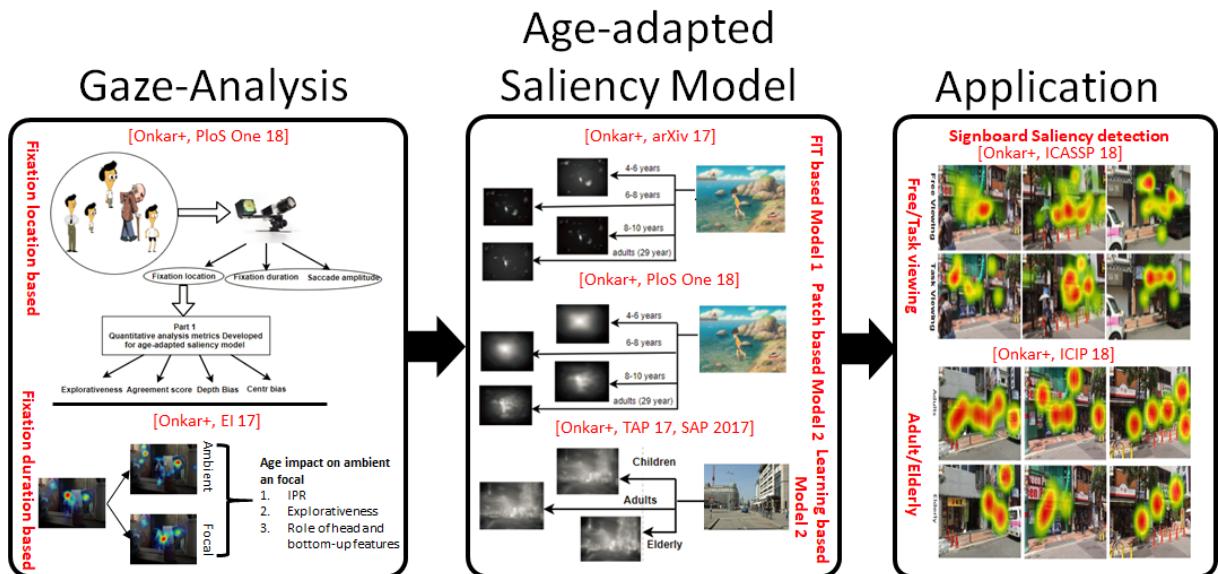 Gaze-Analysis
Age-adapted
Saliency Model
Application
Fixation location based
[Onkar+, PloS One 18]
Fixation location
Fixation duration
Saccade amplitude
Part 1
Quantitative analysis metrics Developed
for age-adapted saliency model
Explorativeness
Agreement score
Depth Bias
Centr bias
Fixation duration based
[Onkar+, EI 17]
Ambient
Focal
Age impact on ambient
an focal
1. IPR
2. Explorativeness
3. Role of head and
bottom-up features
[Onkar+, arXiv 17]
FIT based Model 1
4-6 years
6-8 years
8-10 years
adults (29 year)
[Onkar+, PloS One 18]
Patch based Model 2
4-6 years
6-8 years
8-10 years
adults (29 year)
[Onkar+, TAP 17, SAP 2017]
Learning based
Model 2
Children
Adults
Elderly
Signboard Saliency detection
[Onkar+, ICASSP 18]
Free/Task viewing
Free Viewing
Task Viewing
[Onkar+, ICIP 18]
Adult/Elderly
Adults
Elderly